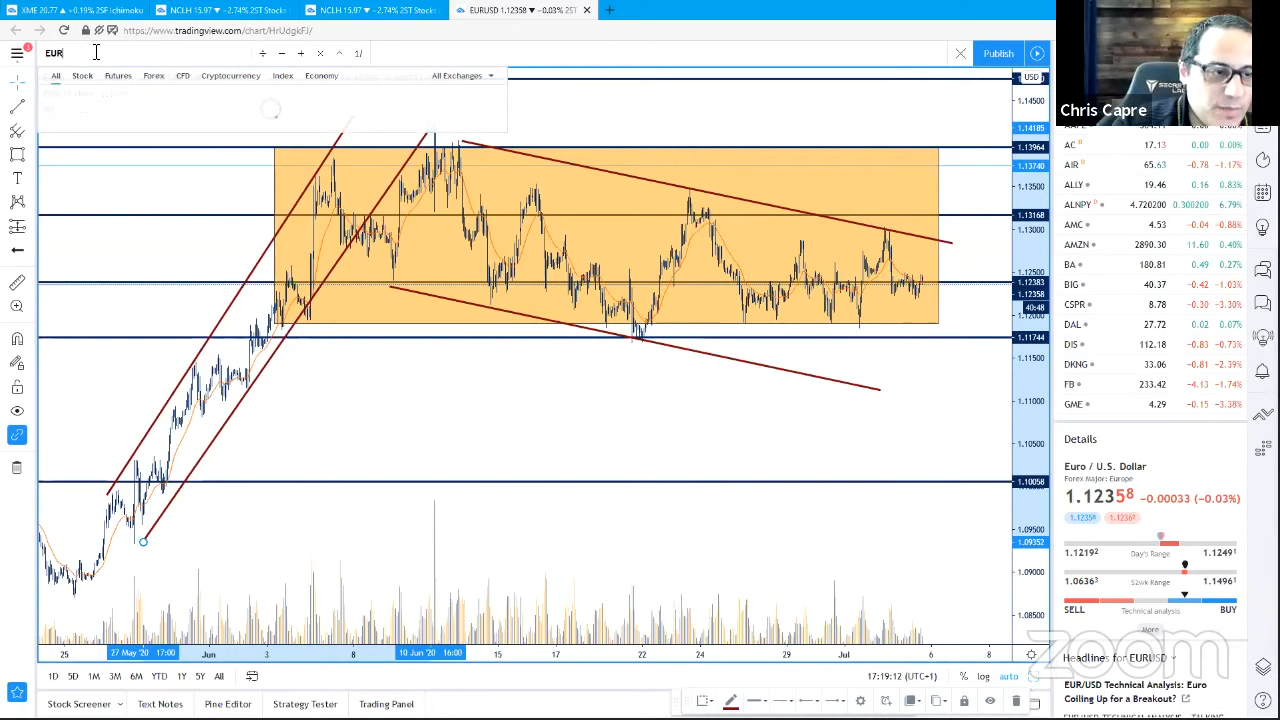 XME 20.77 ▲ +0.19% 2SF Ichimoku
NCLH 15.97 ▼ −2.74% 2ST Stocks
NCLH 15.97 ▼ −2.74% 2ST Stocks
EURUSD 1.12358 ▼ −0.03% 2ST
https://www.tradingview.com/chart/HrUdgkFJ/
EUR
1/
Publish
All Stock Futures Forex CFD Cryptocurrency Index Economy All Exchanges
USD
1.14500
1.14185
1.13964
1.13740
1.13500
1.13168
1.13000
1.12500
1.12383
1.12358
40:48
1.12000
1.11744
1.11500
1.11000
1.10500
1.10058
1.09500
1.09352
1.09000
1.08500
25 27 May '20 17:00 Jun 3 8 10 Jun '20 16:00 15 17 22 24 29 Jul 6 8
1D 5D 1M 3M 6M YTD 1Y 5Y All
17:19:12 (UTC+1) % log auto
Stock Screener Text Notes Pine Editor Strategy Tester Trading Panel
Chris Capre
AC D 17.13 0.00 0.00%
AIR 65.63 −0.78 −1.17%
ALLY 19.46 0.16 0.83%
ALNPY D 4.720200 0.300200 6.79%
AMC 4.53 −0.04 −0.88%
AMZN 2890.30 11.60 0.40%
BA 180.81 0.49 0.27%
BIG 40.37 −0.42 −1.03%
CSPR 8.78 −0.30 −3.30%
DAL 27.72 0.02 0.07%
DIS 112.18 −0.83 −0.73%
DKNG 33.06 −0.81 −2.39%
FB 233.42 −4.13 −1.74%
GME 4.29 −0.15 −3.38%
Details
Euro / U.S. Dollar
Forex Major: Europe
1.12358 −0.00033 (−0.03%)
1.12358 1.12362
1.12192 Day's Range 1.12491
1.06363 52wk Range 1.14961
SELL Technical analysis BUY
More
zoom
Headlines for EURUSD
EUR/USD Technical Analysis: Euro
Coiling Up for a Breakout?